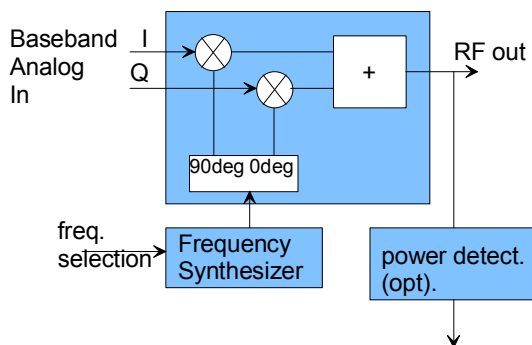 Baseband
Analog
In
I
Q
+
RF out
90deg 0deg
freq.
selection
Frequency
Synthesizer
power detect.
(opt).